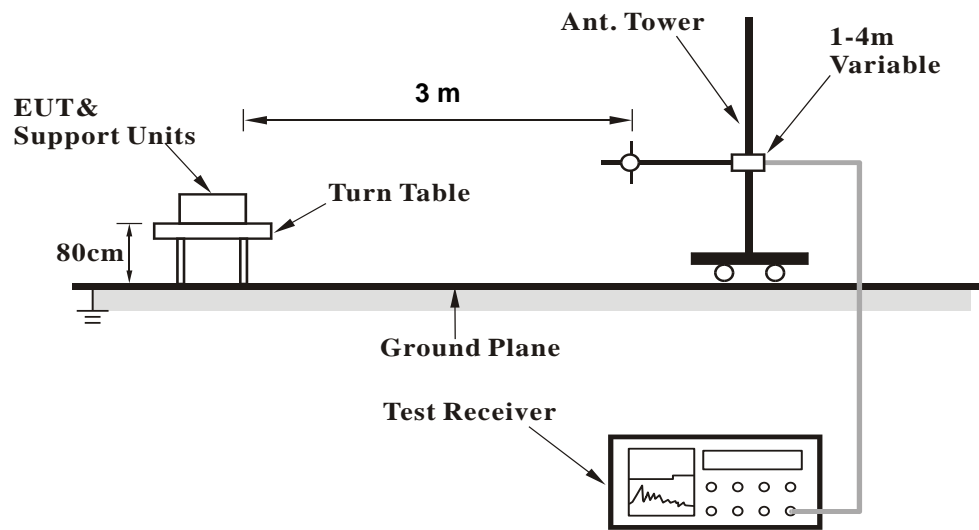 Ant. Tower
1-4m
Variable
3 m
EUT&
Support Units
Turn Table
80cm
Ground Plane
Test Receiver